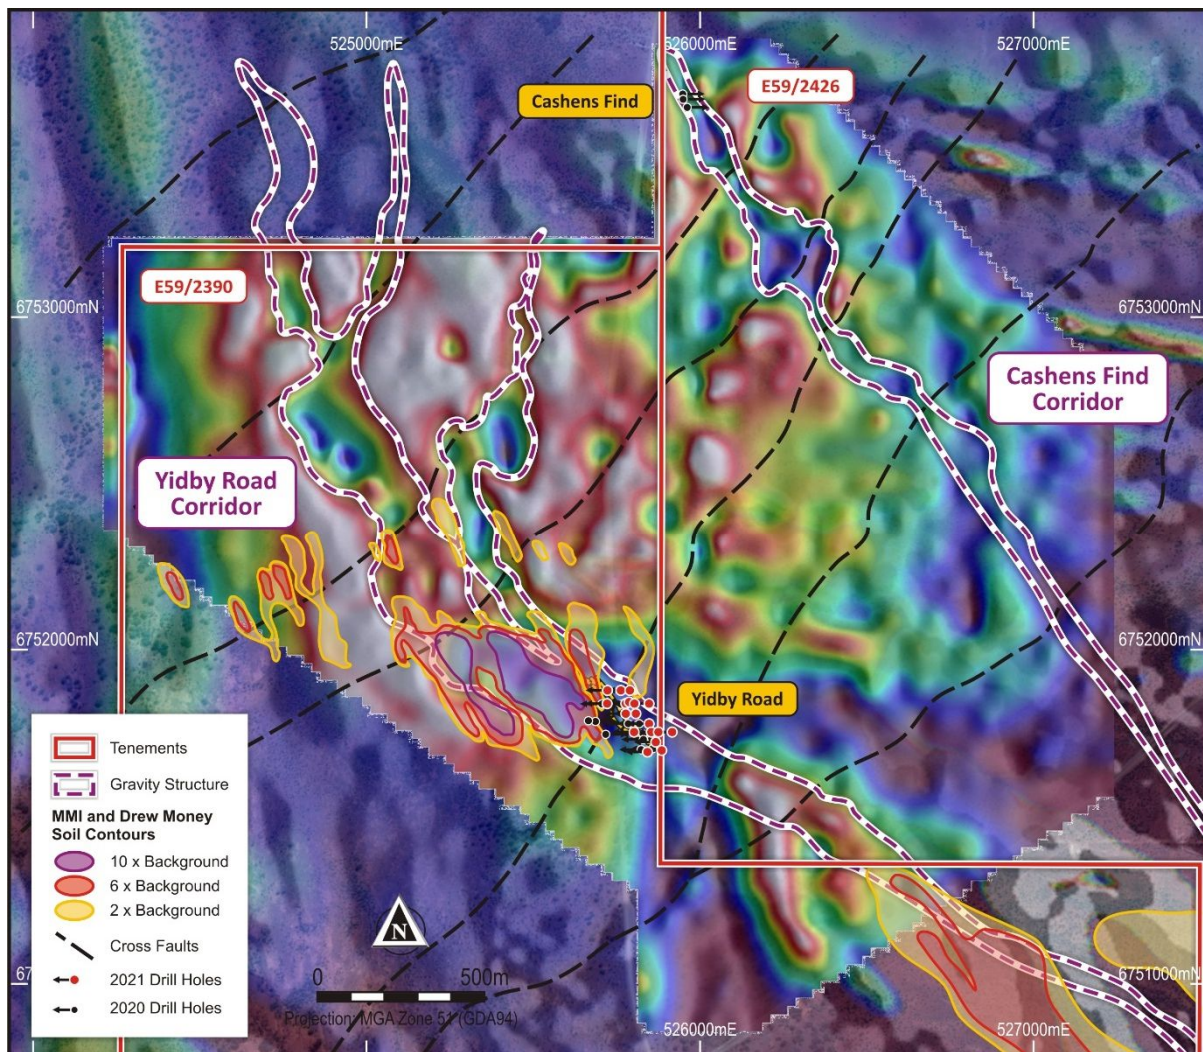 525000mE
526000mE
527000mE
Cashens Find
E59/2426
E59/2390
6753000mN
6753000mN
Cashens Find
Corridor
Yidby Road
Corridor
6752000mN
6752000mN
Yidby Road
Tenements
Gravity Structure
MMI and Drew Money
Soil Contours
10 x Background
6 x Background
2 x Background
Cross Faults
2021 Drill Holes
2020 Drill Holes
N
0
500m
Projection: MGA Zone 51 (GDA94)
67
6751000mN
526000mE
527000mE